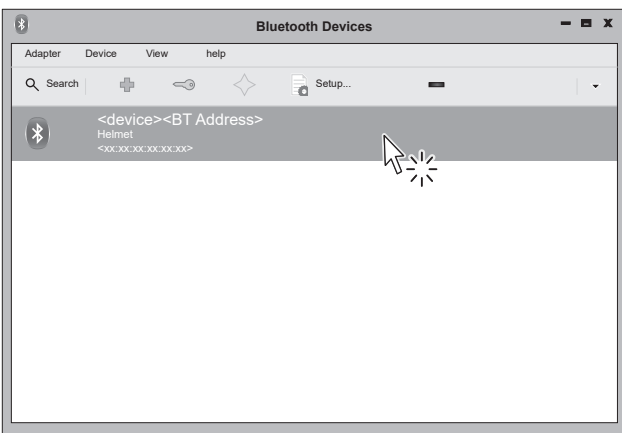 Bluetooth Devices
Adapter Device View help
Search Setup...
<device><BT Address>
Helmet
<xx:xx:xx:xx:xx:xx>